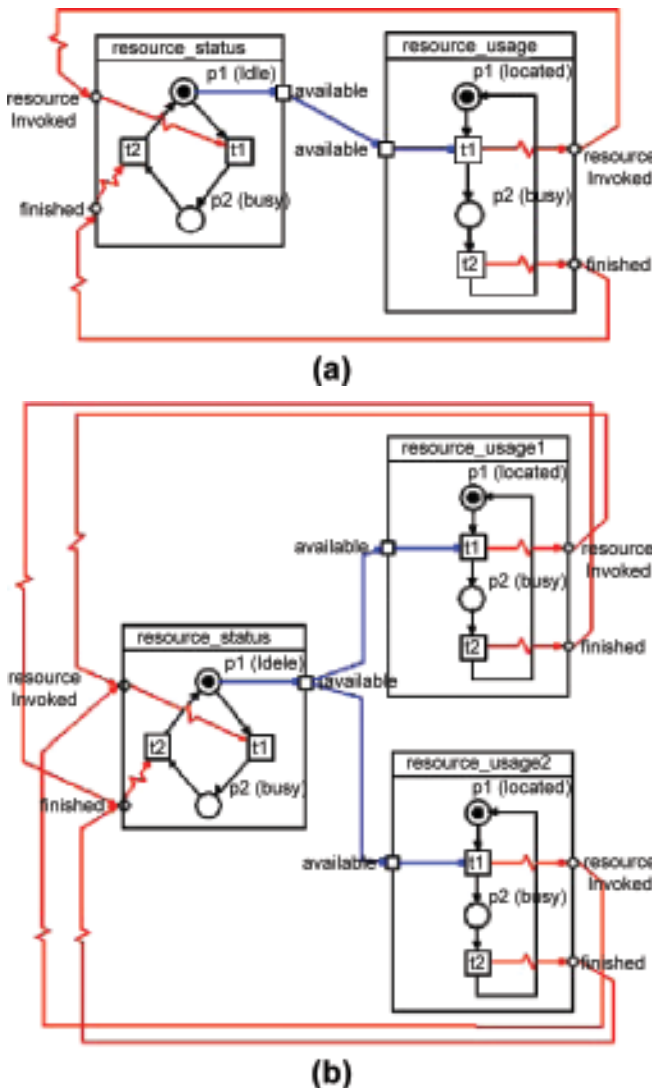 resource_status
resource_usage
p1 (Idle)
p1 (located)
available
resource
Invoked
t2
t1
available
t1
resource
Invoked
p2 (busy)
p2 (busy)
finished
t2
finished
(a)
resource_usage1
p1 (located)
available
t1
resource
Invoked
p2 (busy)
resource_status
t2
finished
p1 (Idele)
resource
Invoked
available
t2
t1
p2 (busy)
finished
resource_usage2
p1 (located)
available
t1
resource
Invoked
p2 (busy)
t2
finished
(b)